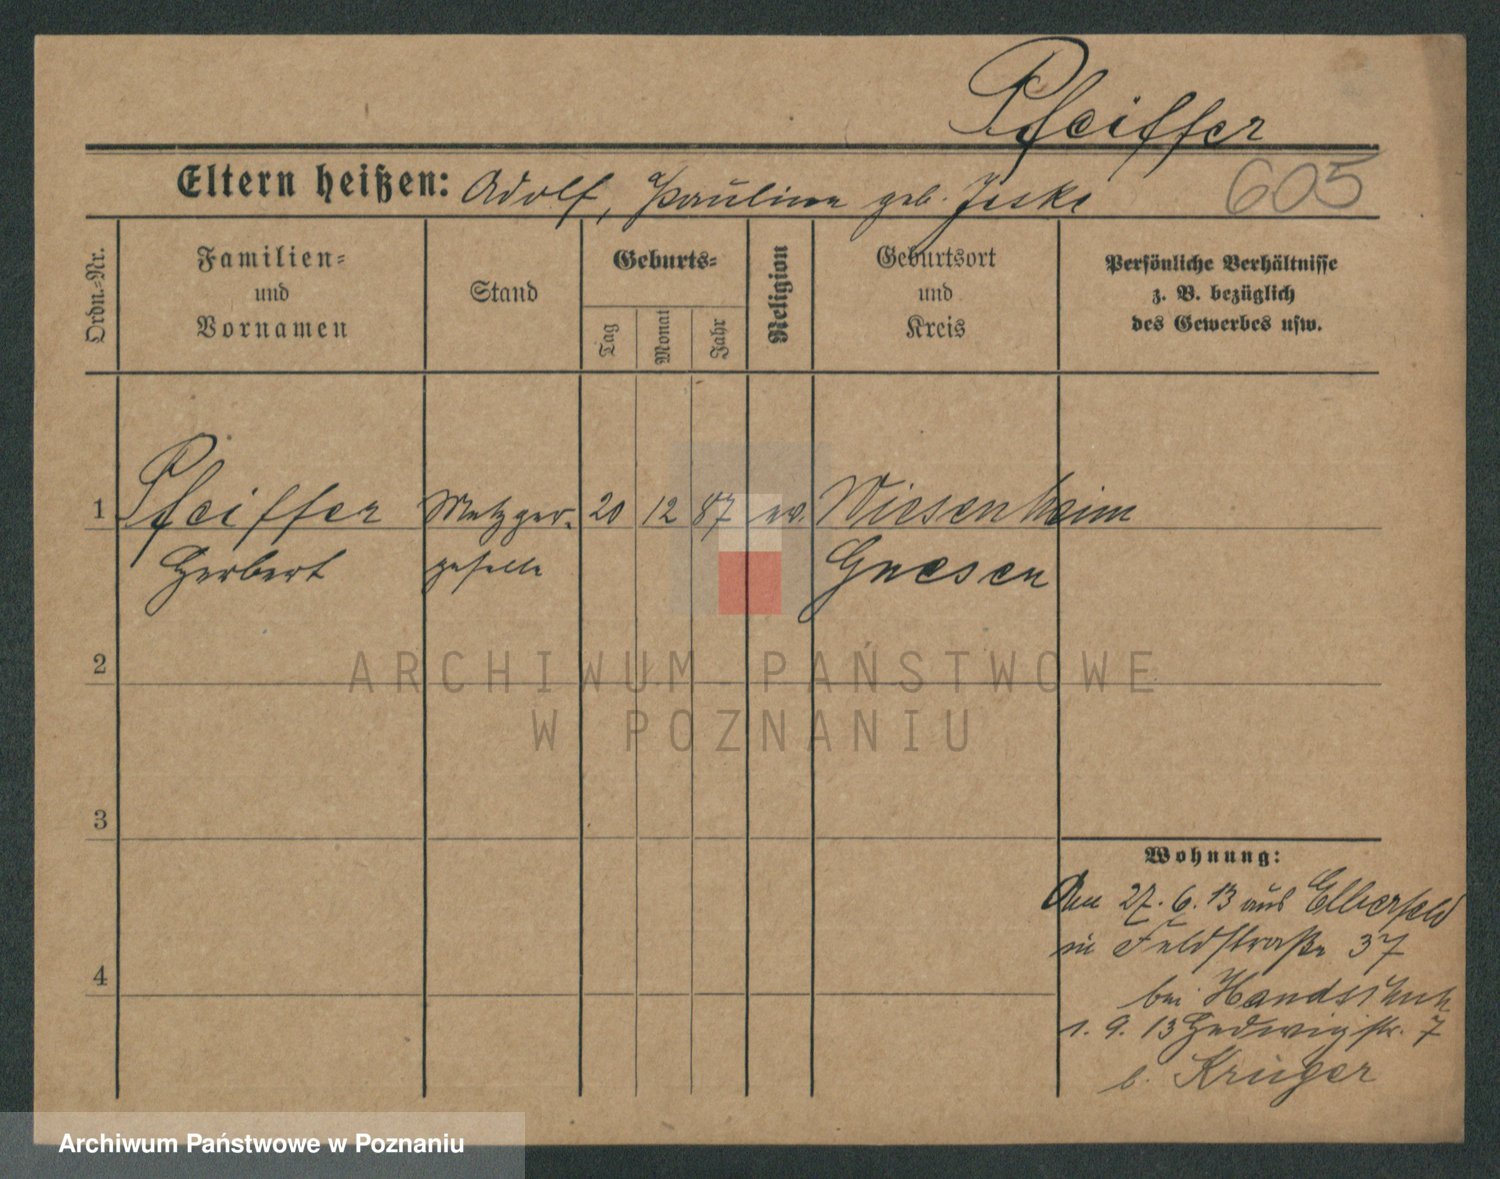 Pfeiffer
Eltern heißen: Adolf, Pauline geb. Jeske
605
Ordn.-Nr.
Familien-
und
Vornamen
Stand
Geburts-
Tag
Monat
Jahr
Religion
Geburtsort
und
Kreis
Persönliche Verhältnisse
z. B. bezüglich
des Gewerbes usw.
1 Pfeiffer Metzger- 20 12 87 ev. Wiesenheim
Herbert geselle Gnesen
2
ARCHIWUM PAŃSTWOWE
W POZNANIU
3
Wohnung:
Am 27. 6. 13 aus Elberfeld
in Feldstraße 37
4
bei Handschuh
1. 9. 13 Hedwigstr. 7
b. Krüger
Archiwum Państwowe w Poznaniu